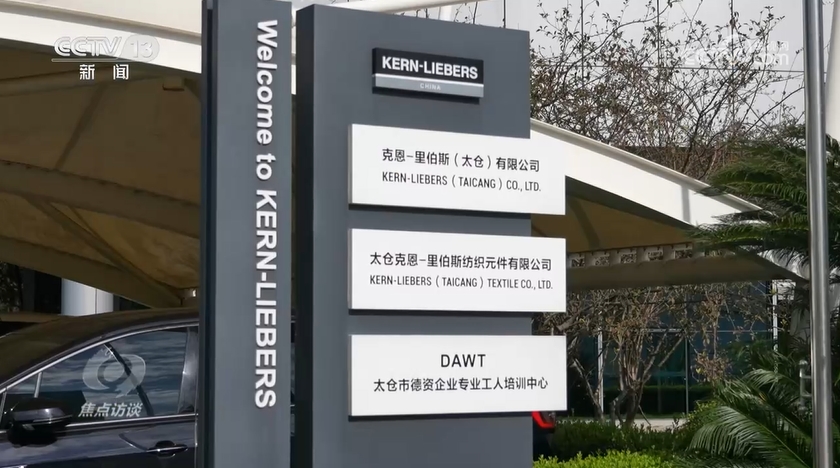 CCTV 13
新闻
CCTV.com
Welcome to KERN-LIEBERS
KERN-LIEBERS
CHINA
克恩-里伯斯（太仓）有限公司
KERN-LIEBERS（TAICANG）CO., LTD.
太仓克恩-里伯斯纺织元件有限公司
KERN-LIEBERS（TAICANG）TEXTILE CO., LTD.
DAWT
太仓市德资企业专业工人培训中心
焦点访谈